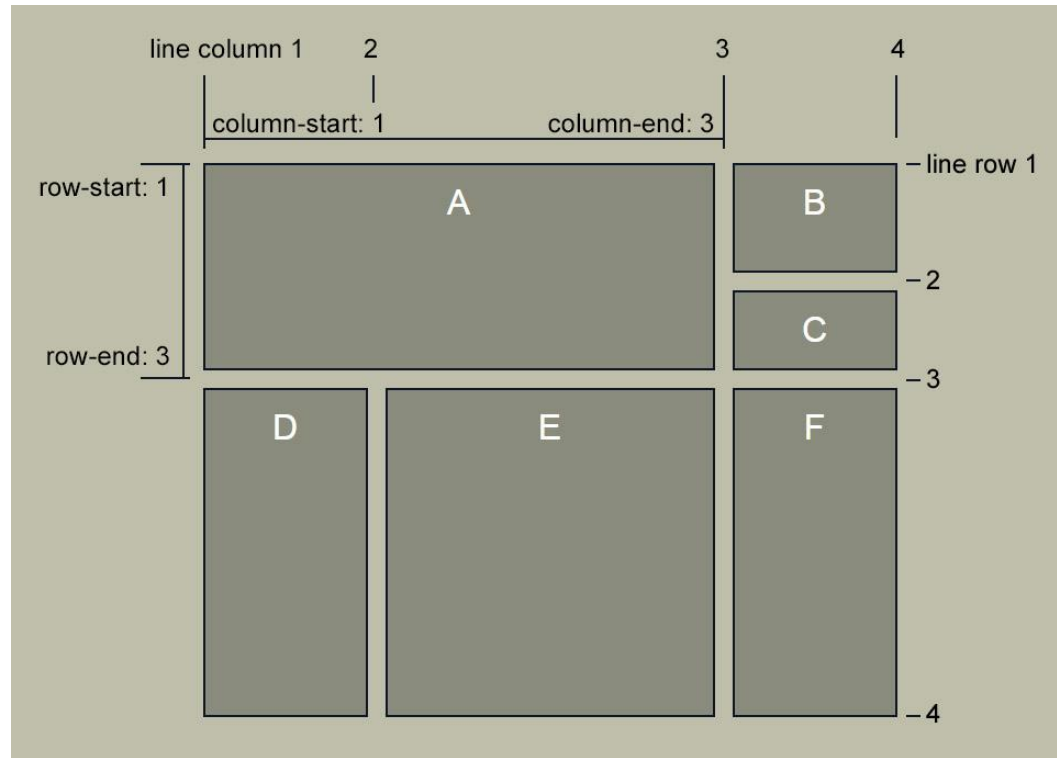 line column 1 2 3 4
column-start: 1 column-end: 3
line row 1
row-start: 1
A B
2
C
row-end: 3
3
D E F
4